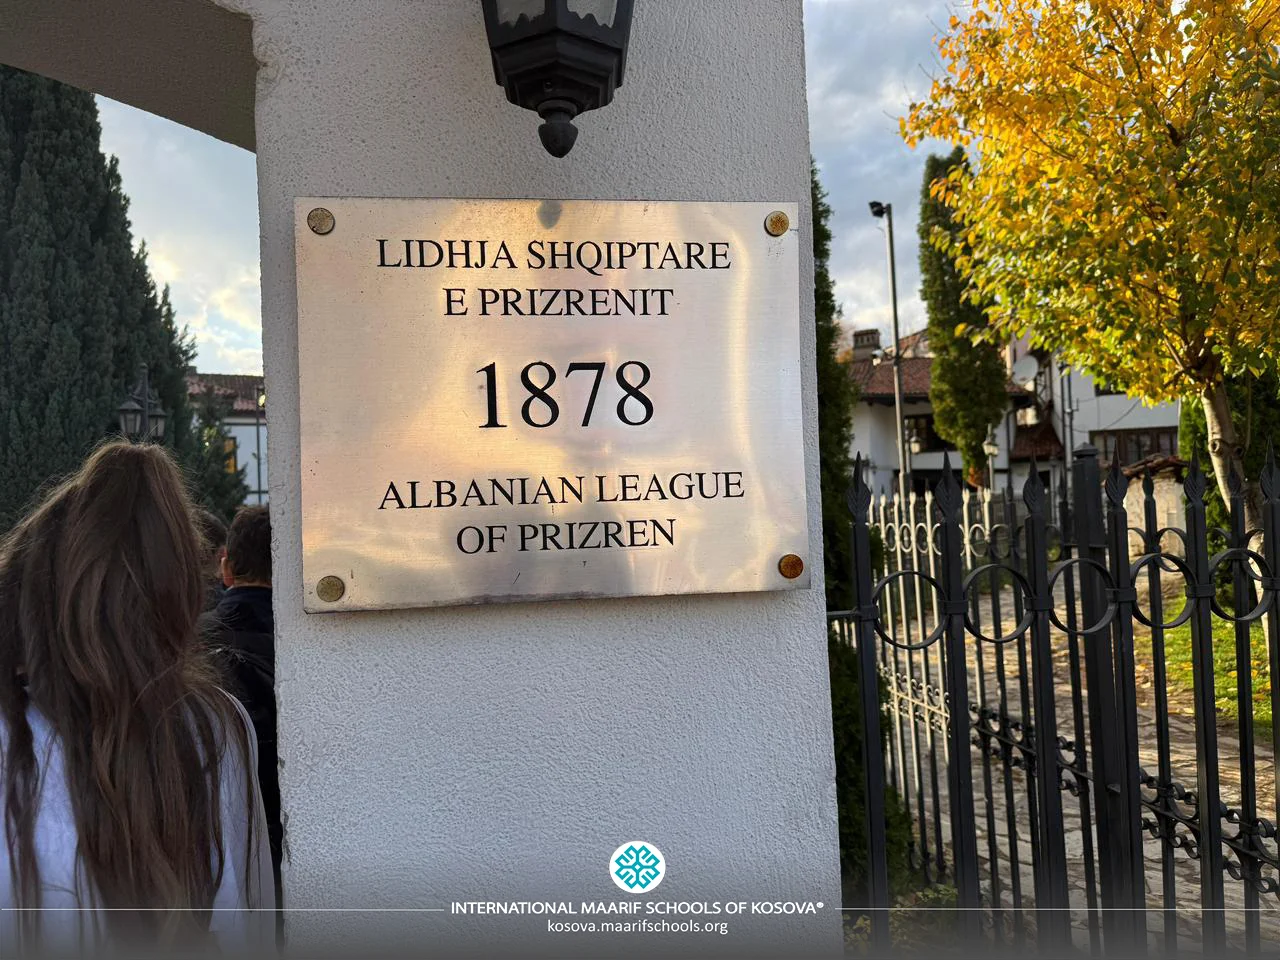 LIDHJA SHQIPTARE
E PRIZRENIT
1878
ALBANIAN LEAGUE
OF PRIZREN
INTERNATIONAL MAARIF SCHOOLS OF KOSOVA®
kosova.maarifschools.org